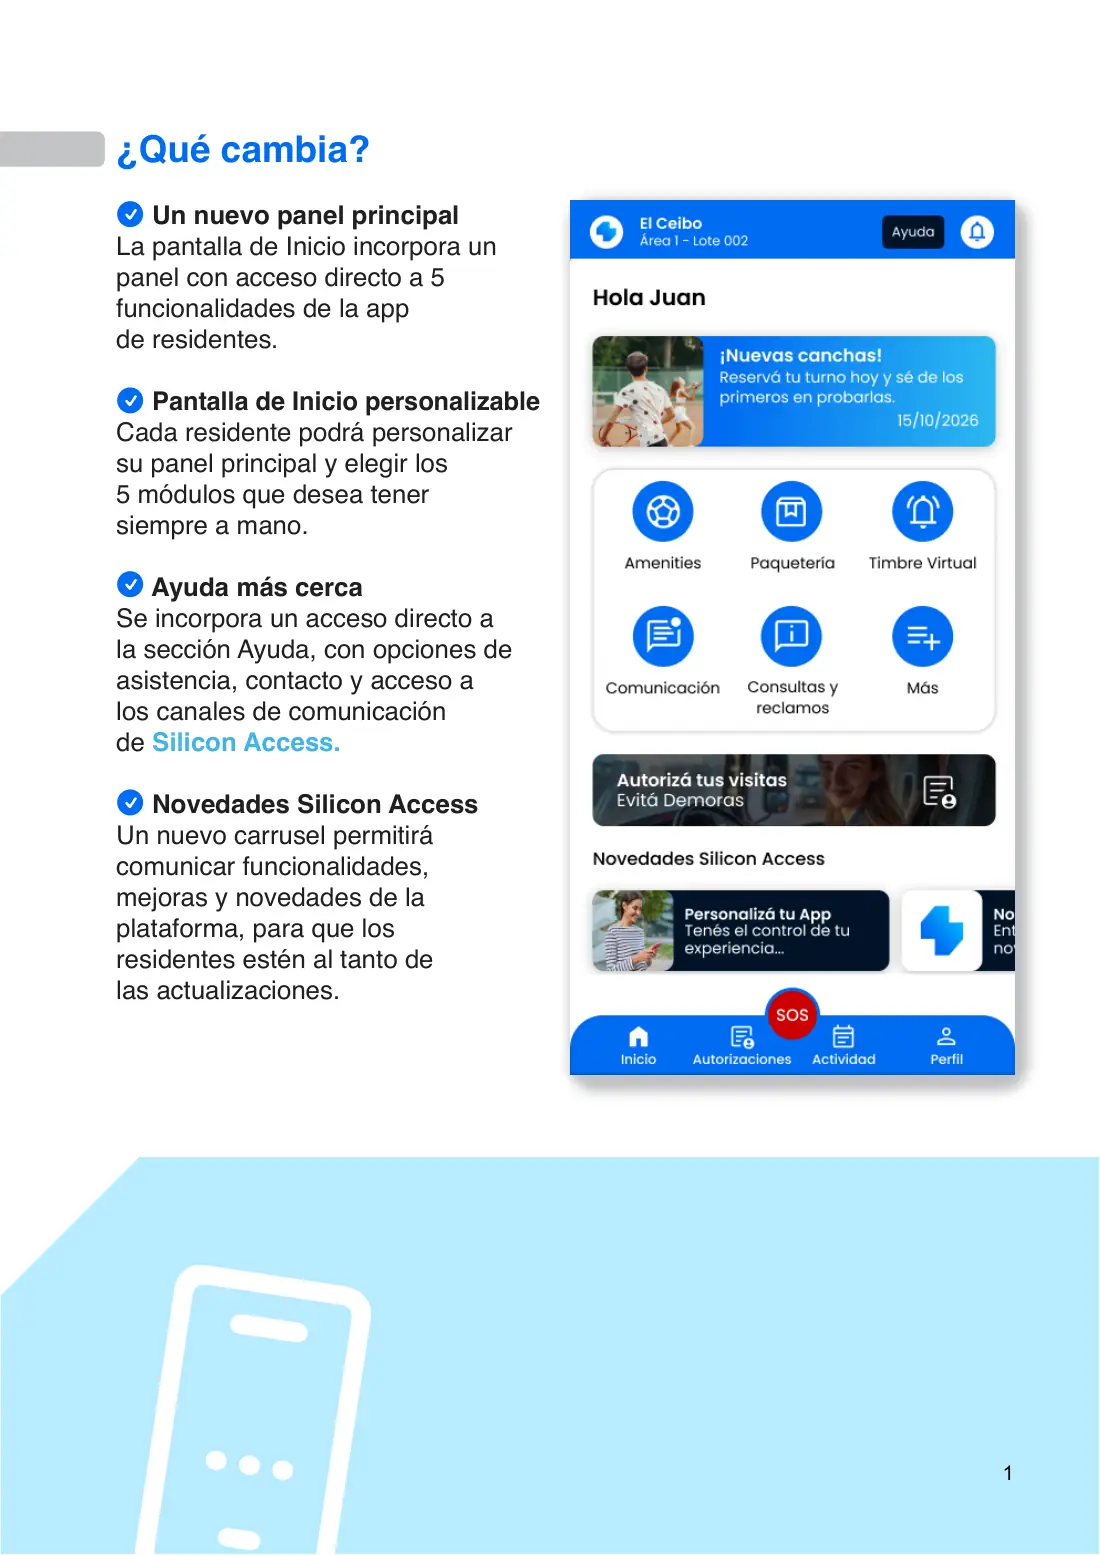 ¿Qué cambia?
Un nuevo panel principal
La pantalla de Inicio incorpora un
panel con acceso directo a 5
funcionalidades de la app
de residentes.
Pantalla de Inicio personalizable
Cada residente podrá personalizar
su panel principal y elegir los
5 módulos que desea tener
siempre a mano.
Ayuda más cerca
Se incorpora un acceso directo a
la sección Ayuda, con opciones de
asistencia, contacto y acceso a
los canales de comunicación
de Silicon Access.
Novedades Silicon Access
Un nuevo carrusel permitirá
comunicar funcionalidades,
mejoras y novedades de la
plataforma, para que los
residentes estén al tanto de
las actualizaciones.
El Ceibo
Área 1 - Lote 002
Ayuda
Hola Juan
¡Nuevas canchas!
Reservá tu turno hoy y sé de los
primeros en probarlas.
15/10/2026
Amenities
Paquetería
Timbre Virtual
Comunicación
Consultas y
reclamos
Más
Autorizá tus visitas
Evitá Demoras
Novedades Silicon Access
Personalizá tu App
Tenés el control de tu
experiencia...
No
Ent
nov
SOS
Inicio
Autorizaciones
Actividad
Perfil
1